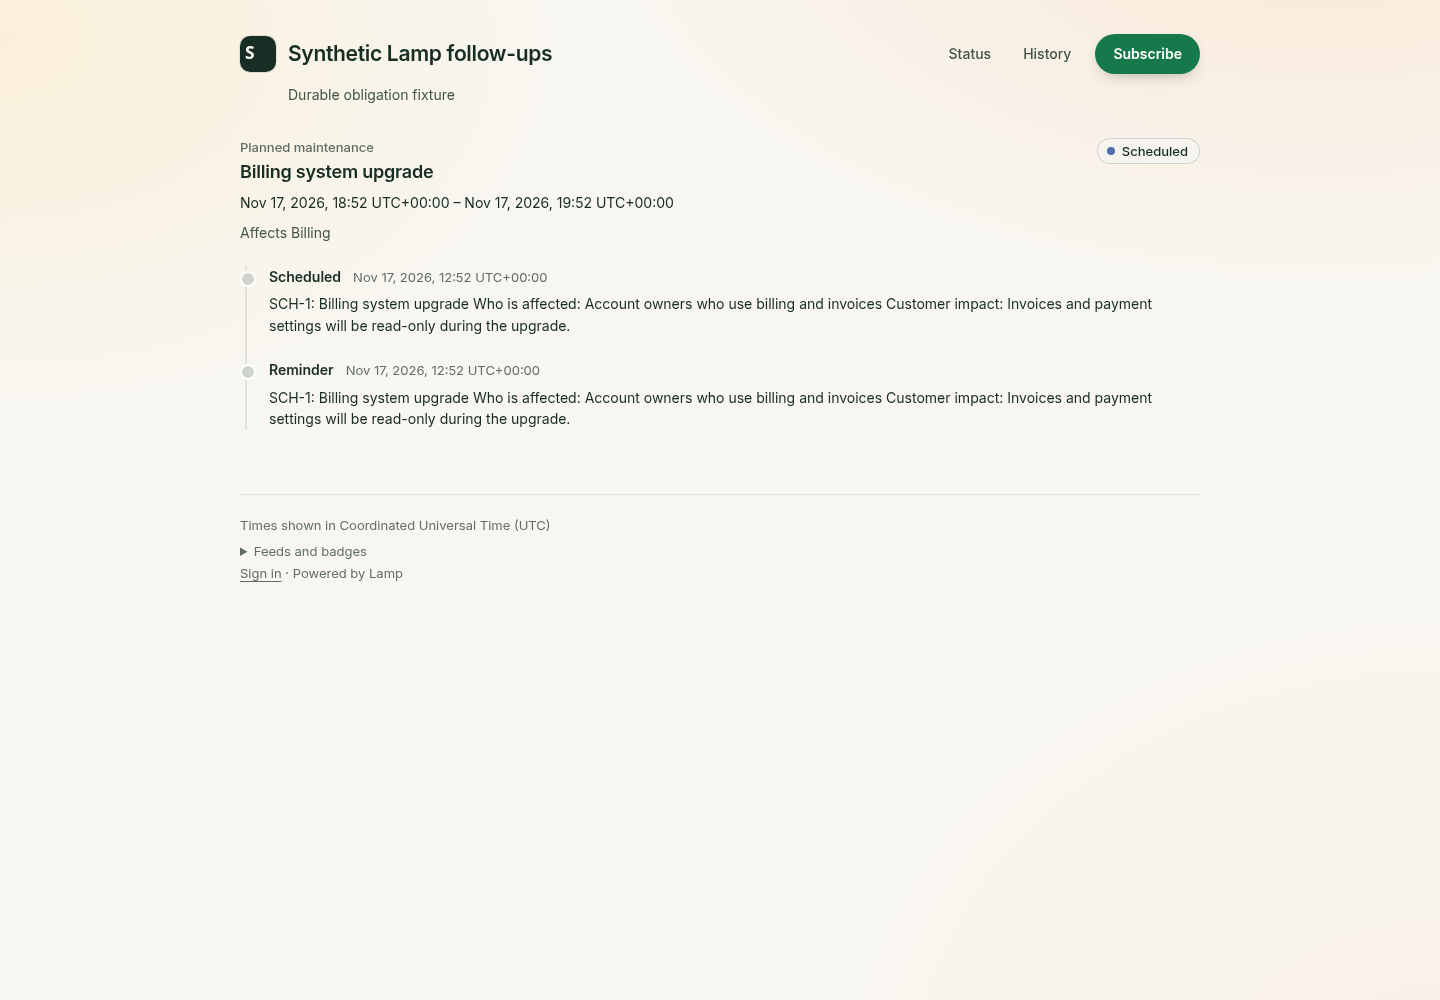 S
Synthetic Lamp follow-ups
Status
History
Subscribe
Durable obligation fixture
Planned maintenance
Scheduled
Billing system upgrade
Nov 17, 2026, 18:52 UTC+00:00 – Nov 17, 2026, 19:52 UTC+00:00
Affects Billing
Scheduled Nov 17, 2026, 12:52 UTC+00:00
SCH-1: Billing system upgrade Who is affected: Account owners who use billing and invoices Customer impact: Invoices and payment
settings will be read-only during the upgrade.
Reminder Nov 17, 2026, 12:52 UTC+00:00
SCH-1: Billing system upgrade Who is affected: Account owners who use billing and invoices Customer impact: Invoices and payment
settings will be read-only during the upgrade.
Times shown in Coordinated Universal Time (UTC)
Feeds and badges
Sign in · Powered by Lamp